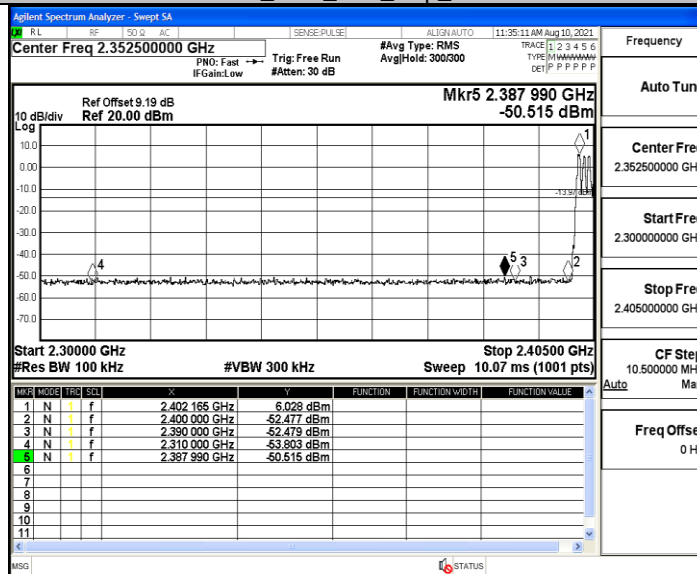 Agilent Spectrum Analyzer - Swept SA
RL RF 50 Ω AC SENSE:PULSE ALIGN AUTO 11:35:11 AM Aug 10, 2021
Center Freq 2.352500000 GHz
PNO: Fast
IFGain:Low
Trig: Free Run
#Atten: 30 dB
#Avg Type: RMS
Avg|Hold: 300/300
TRACE 1 2 3 4 5 6
TYPE M WWWWW
DET P P P P P P
Frequency
Auto Tun
Center Fre
2.352500000 GH
Start Fre
2.300000000 GH
Stop Fre
2.405000000 GH
CF Step
10.500000 MH
Auto Ma
Freq Offse
0 H
Mkr5 2.387 990 GHz
-50.515 dBm
Ref Offset 9.19 dB
10 dB/div Ref 20.00 dBm
Log
10.0
0.00
-10.0
-20.0
-30.0
-40.0
-50.0
-60.0
-70.0
1
-13.97 dBm
4
5
3
2
Start 2.30000 GHz Stop 2.40500 GHz
#Res BW 100 kHz #VBW 300 kHz Sweep 10.07 ms (1001 pts)
MKR MODE TRC SCL X Y FUNCTION FUNCTION WIDTH FUNCTION VALUE
1 N 1 f 2.402 165 GHz 6.028 dBm
2 N 1 f 2.400 000 GHz -52.477 dBm
3 N 1 f 2.390 000 GHz -52.479 dBm
4 N 1 f 2.310 000 GHz -53.803 dBm
5 N 1 f 2.387 990 GHz -50.515 dBm
6
7
8
9
10
11
MSG STATUS